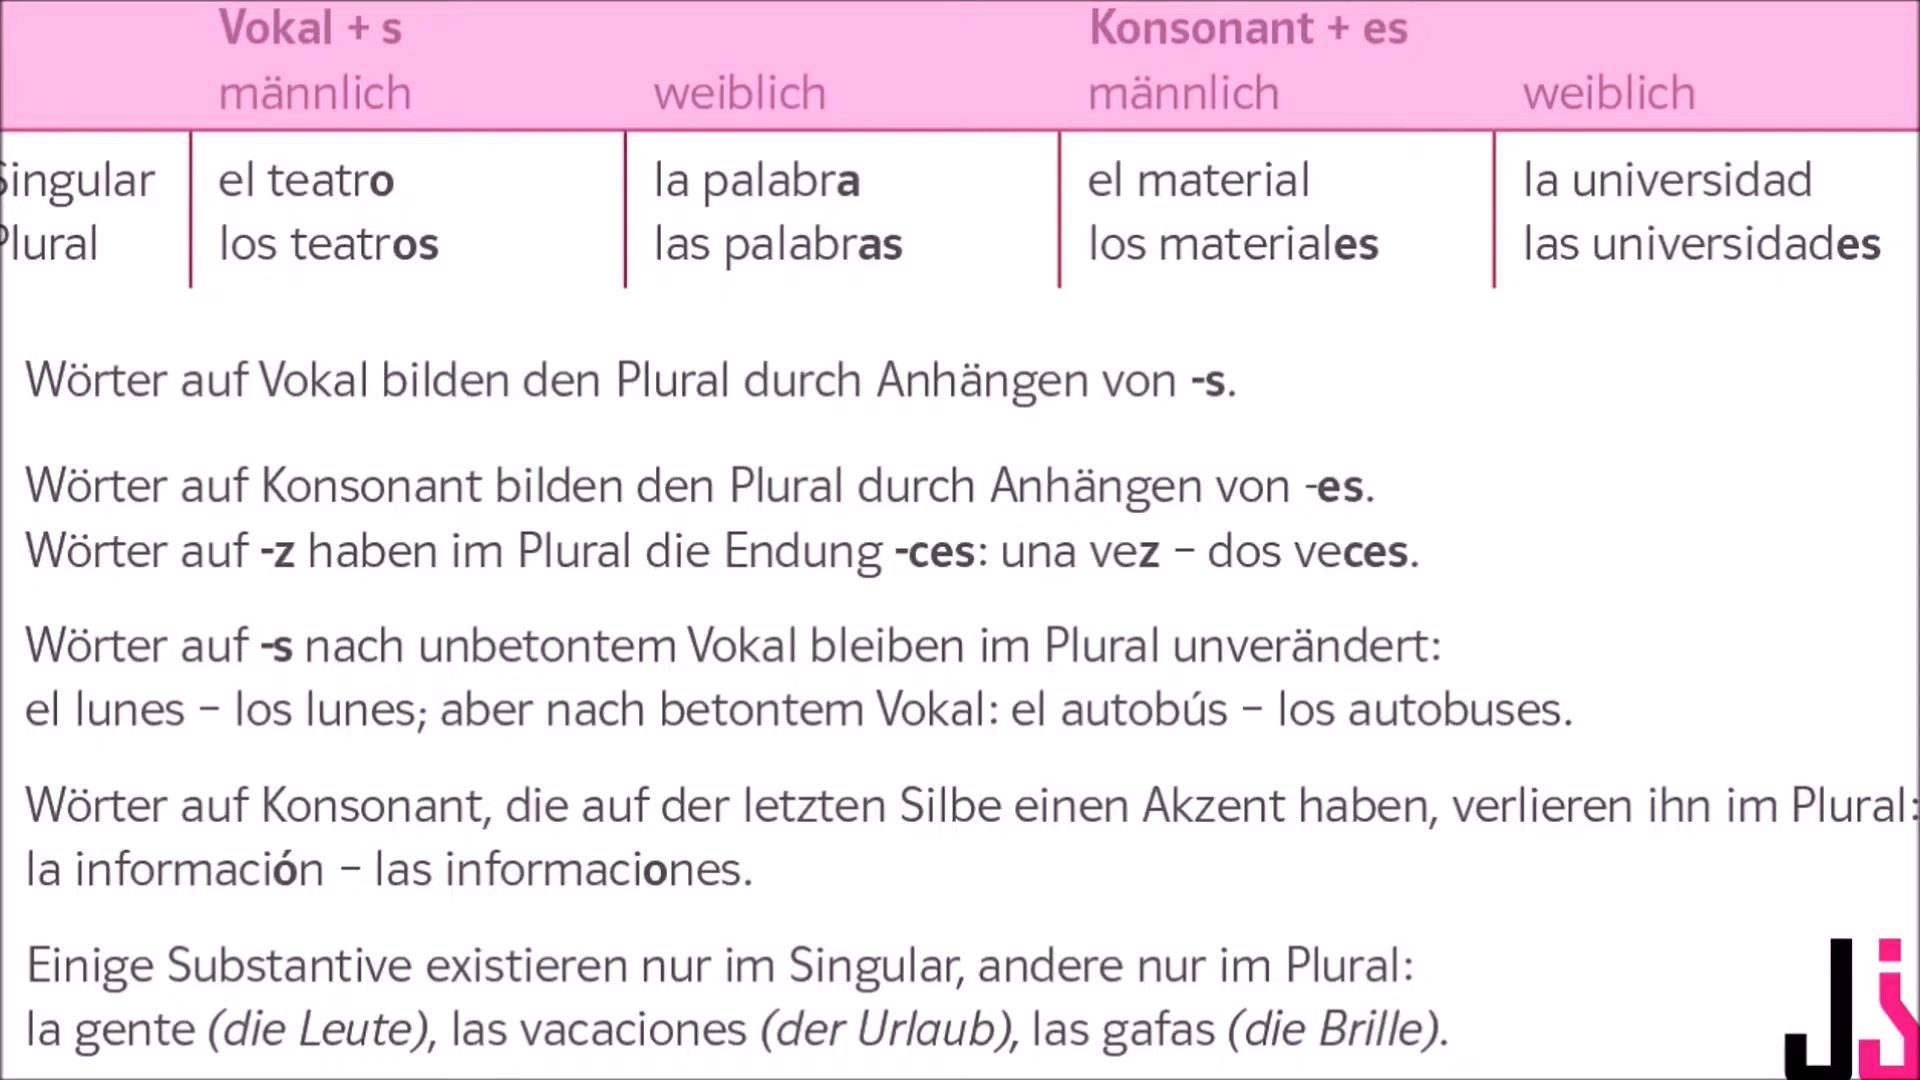 Vokal + s Konsonant + es
männlich weiblich männlich weiblich
Singular el teatro la palabra el material la universidad
Plural los teatros las palabras los materiales las universidades
Wörter auf Vokal bilden den Plural durch Anhängen von -s.
Wörter auf Konsonant bilden den Plural durch Anhängen von -es.
Wörter auf -z haben im Plural die Endung -ces: una vez – dos veces.
Wörter auf -s nach unbetontem Vokal bleiben im Plural unverändert:
el lunes – los lunes; aber nach betontem Vokal: el autobús – los autobuses.
Wörter auf Konsonant, die auf der letzten Silbe einen Akzent haben, verlieren ihn im Plural:
la información – las informaciones.
Einige Substantive existieren nur im Singular, andere nur im Plural:
la gente (die Leute), las vacaciones (der Urlaub), las gafas (die Brille).